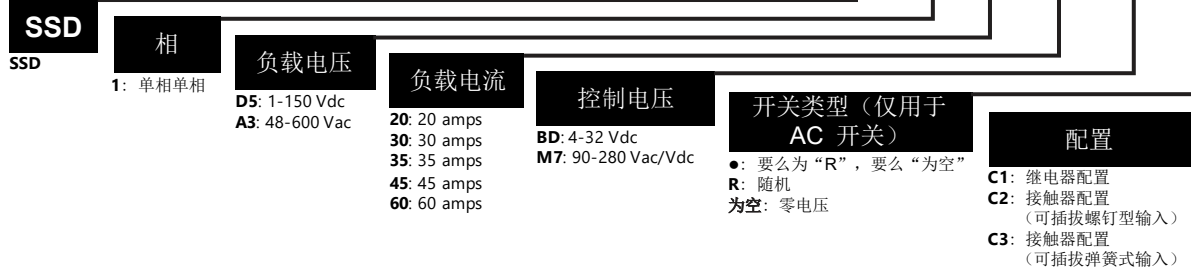 SSD
SSD
相
1：单相单相
负载电压
D5: 1-150 Vdc
A3: 48-600 Vac
负载电流
20: 20 amps
30: 30 amps
35: 35 amps
45: 45 amps
60: 60 amps
控制电压
BD: 4-32 Vdc
M7: 90-280 Vac/Vdc
开关类型（仅用于
AC 开关）
●：要么为“R”，要么“为空”
R：随机
为空：零电压
配置
C1：继电器配置
C2：接触器配置
（可插拔螺钉型输入）
C3：接触器配置
（可插拔弹簧式输入）